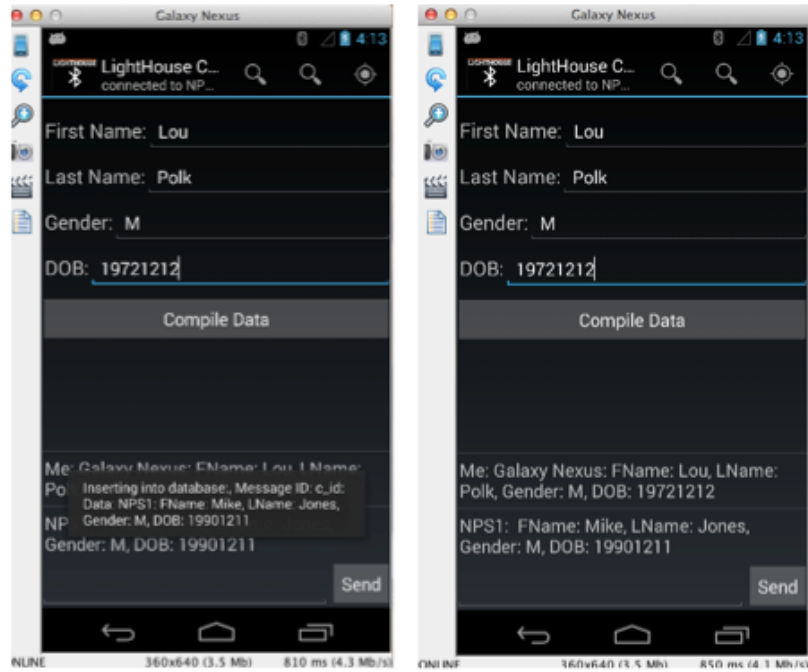 Galaxy Nexus
4:13
LIGHTHOUSE
LightHouse C...
connected to NP...
First Name: Lou
Last Name: Polk
Gender: M
DOB: 19721212
Compile Data
Me: Galaxy Nexus: FName: Lou, LName:
Po
Inserting into database:, Message ID: c_id:
Data: NPS1: FName: Mike, LName: Jones,
Gender: M, DOB: 19901211
NP
Gender: M, DOB: 19901211
Send
NLINE
360x640 (3.5 Mb)
810 ms (4.3 Mb/s)
Galaxy Nexus
4:13
LIGHTHOUSE
LightHouse C...
connected to NP...
First Name: Lou
Last Name: Polk
Gender: M
DOB: 19721212
Compile Data
Me: Galaxy Nexus: FName: Lou, LName:
Polk, Gender: M, DOB: 19721212
NPS1: FName: Mike, LName: Jones,
Gender: M, DOB: 19901211
Send
ONLINE
360x640 (3.5 Mb)
850 ms (4.1 Mb/s)